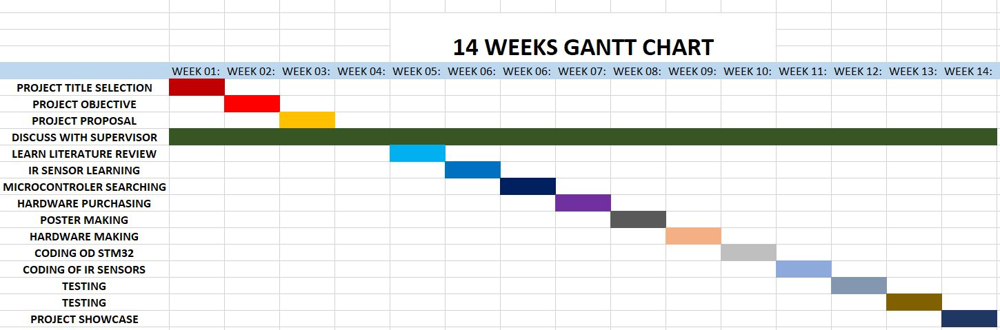 14 WEEKS GANTT CHART
WEEK 01: WEEK 02: WEEK 03: WEEK 04: WEEK 05: WEEK 06: WEEK 06: WEEK 07: WEEK 08: WEEK 09: WEEK 10: WEEK 11: WEEK 12: WEEK 13: WEEK 14:
PROJECT TITLE SELECTION
PROJECT OBJECTIVE
PROJECT PROPOSAL
DISCUSS WITH SUPERVISOR
LEARN LITERATURE REVIEW
IR SENSOR LEARNING
MICROCONTROLER SEARCHING
HARDWARE PURCHASING
POSTER MAKING
HARDWARE MAKING
CODING OD STM32
CODING OF IR SENSORS
TESTING
TESTING
PROJECT SHOWCASE